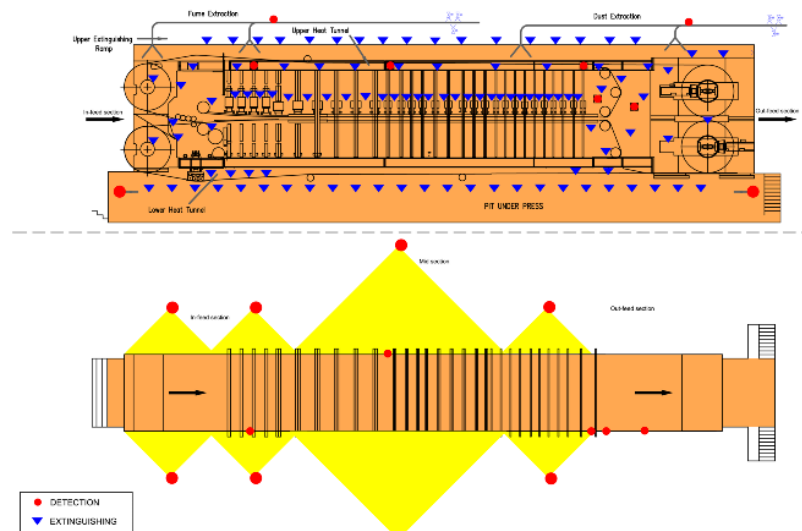 Fume Extraction
Dust Extraction
Upper Extinguishing
Ramp
Upper Heat Tunnel
In-feed section
Out-feed section
Lower Heat Tunnel
PIT UNDER PRESS
Mid section
In-feed-section
Out-feed section
DETECTION
EXTINGUISHING